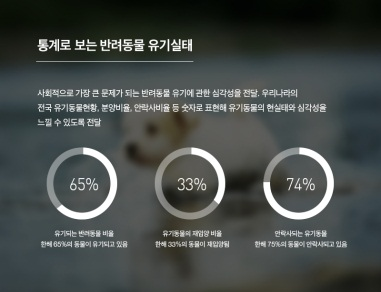 통계로 보는 반려동물 유기실태
사회적으로 가장 큰 문제가 되는 반려동물 유기에 관한 심각성을 전달. 우리나라의
전국 유기동물현황, 분양비율, 안락사비율 등 숫자로 표현해 유기동물의 현실태와 심각성을
느낄 수 있도록 전달
65%
33%
74%
유기되는 반려동물 비율
한해 65%의 동물이 유기되고 있음
유기동물의 재입양 비율
한해 33%의 동물이 재입양됨
안락사되는 유기동물
한해 75%의 동물이 안락사되고 있음